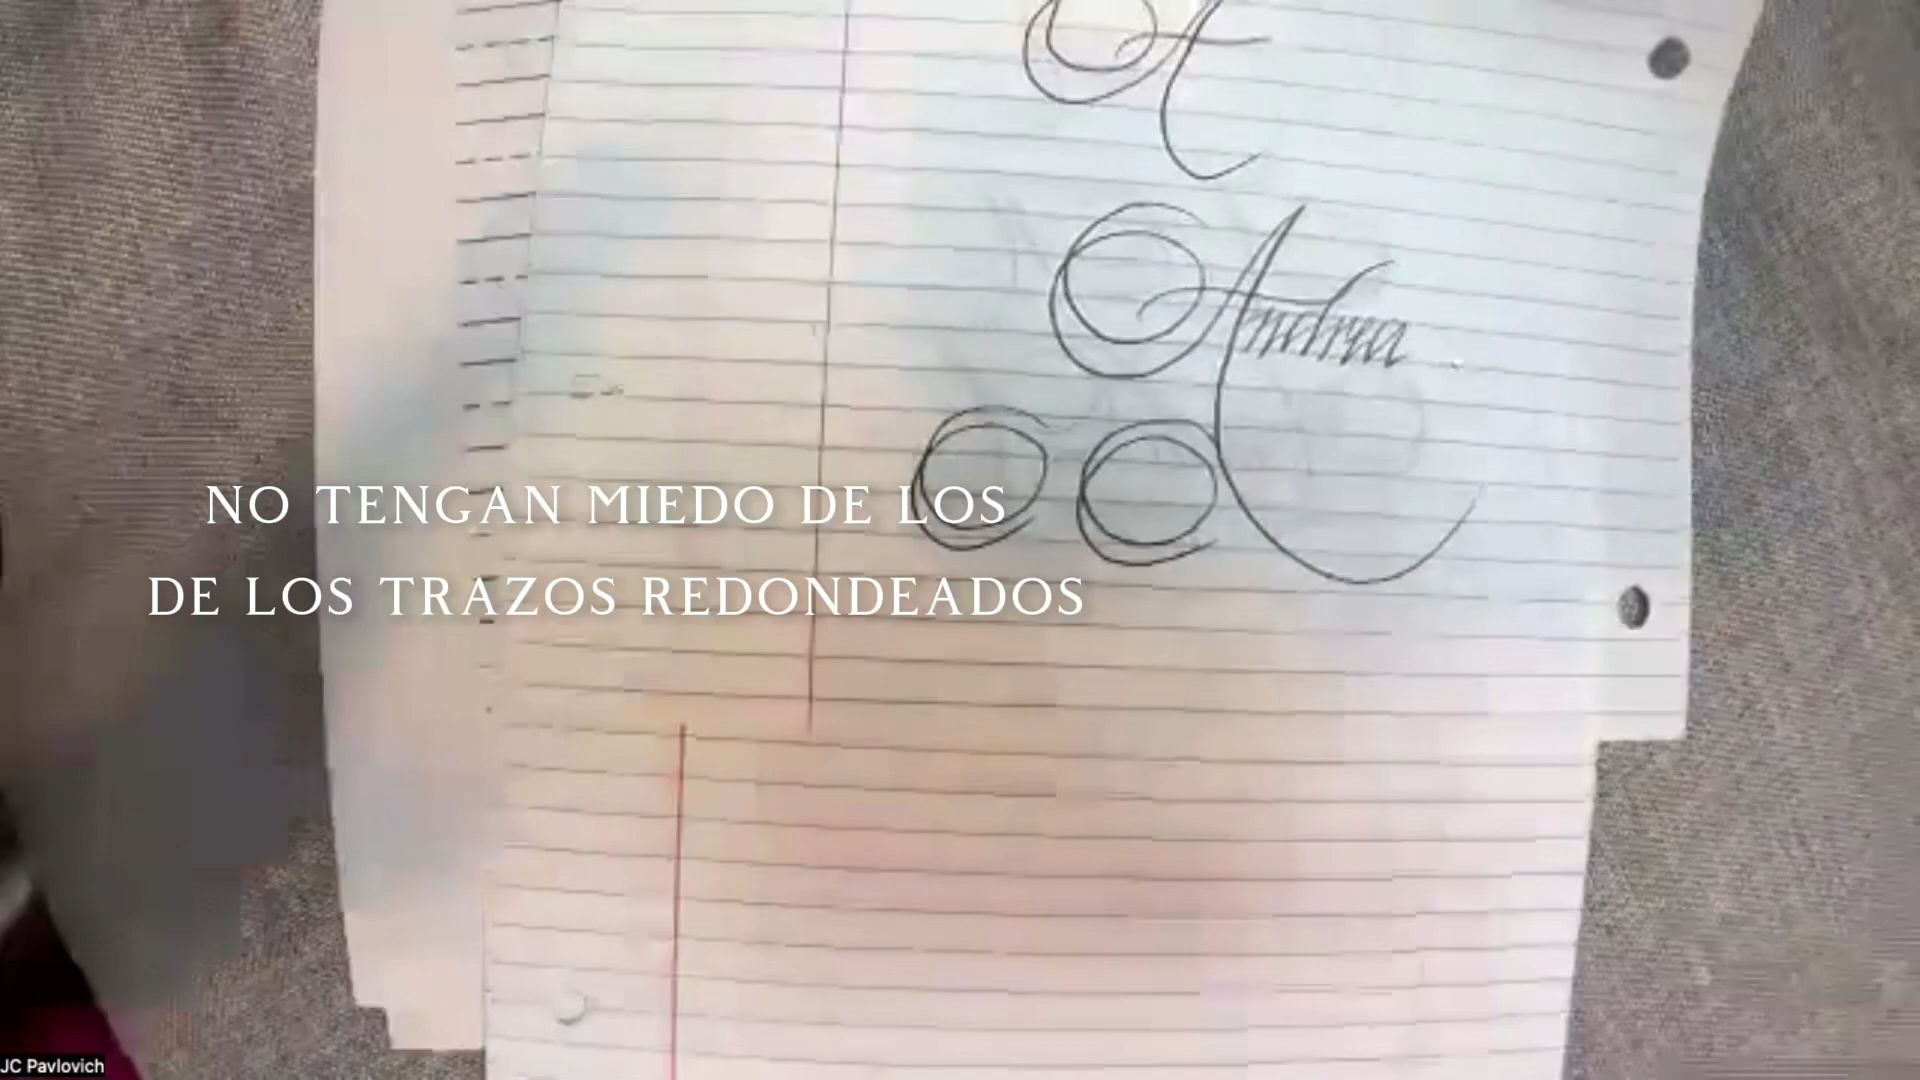 A
Andrea
NO TENGAN MIEDO DE LOS
DE LOS TRAZOS REDONDEADOS
JC Pavlovich